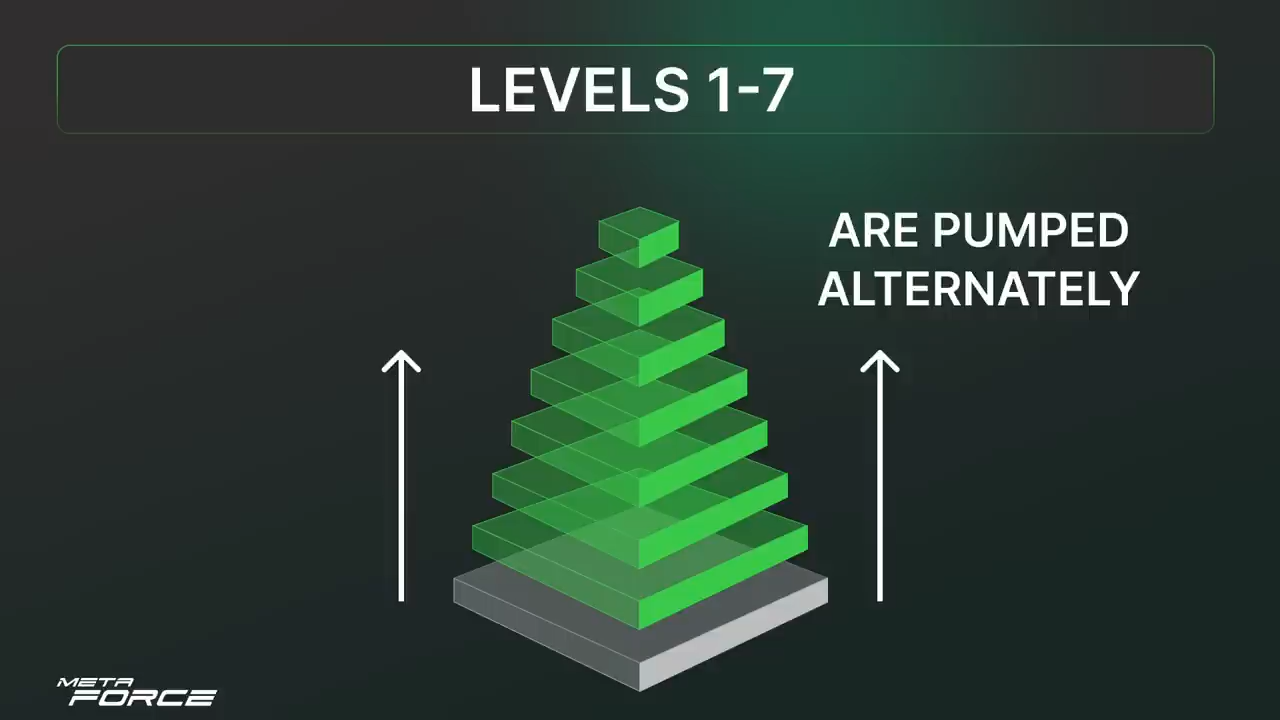 LEVELS 1-7
ARE PUMPED
ALTERNATELY
META
FORCE